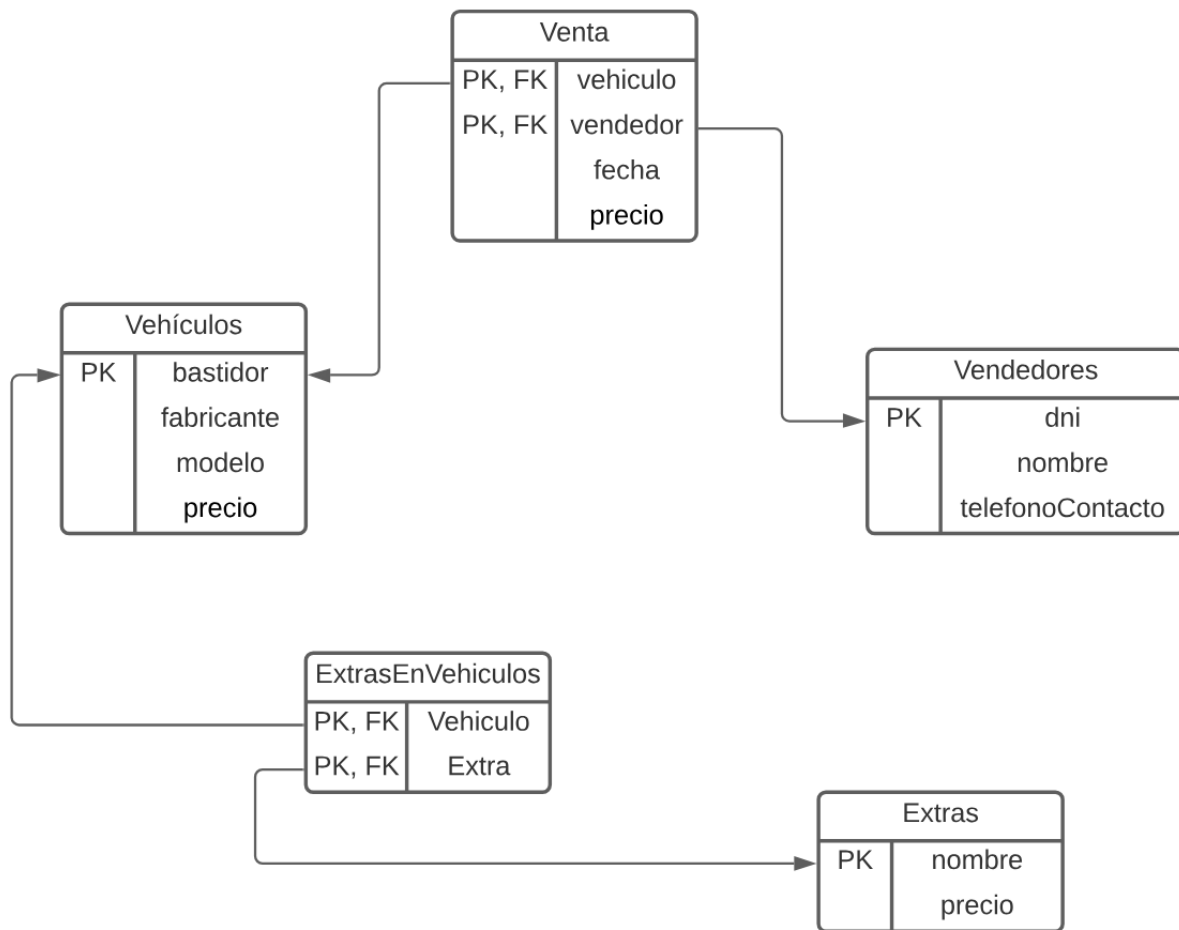 Venta
PK, FK vehiculo
PK, FK vendedor
fecha
precio
Vehículos
PK bastidor
fabricante
modelo
precio
Vendedores
PK dni
nombre
telefonoContacto
ExtrasEnVehiculos
PK, FK Vehiculo
PK, FK Extra
Extras
PK nombre
precio